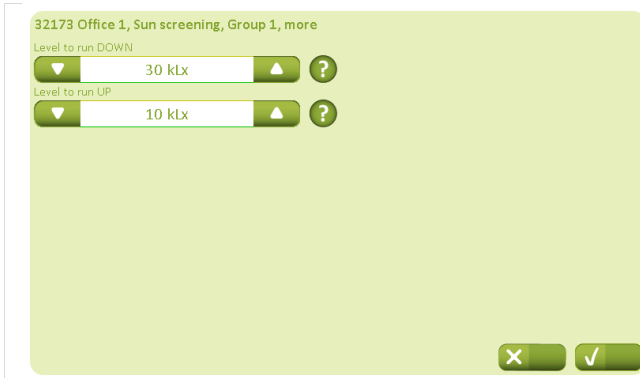 32173 Office 1, Sun screening, Group 1, more
Level to run DOWN
30 kLx
?
Level to run UP
10 kLx
?